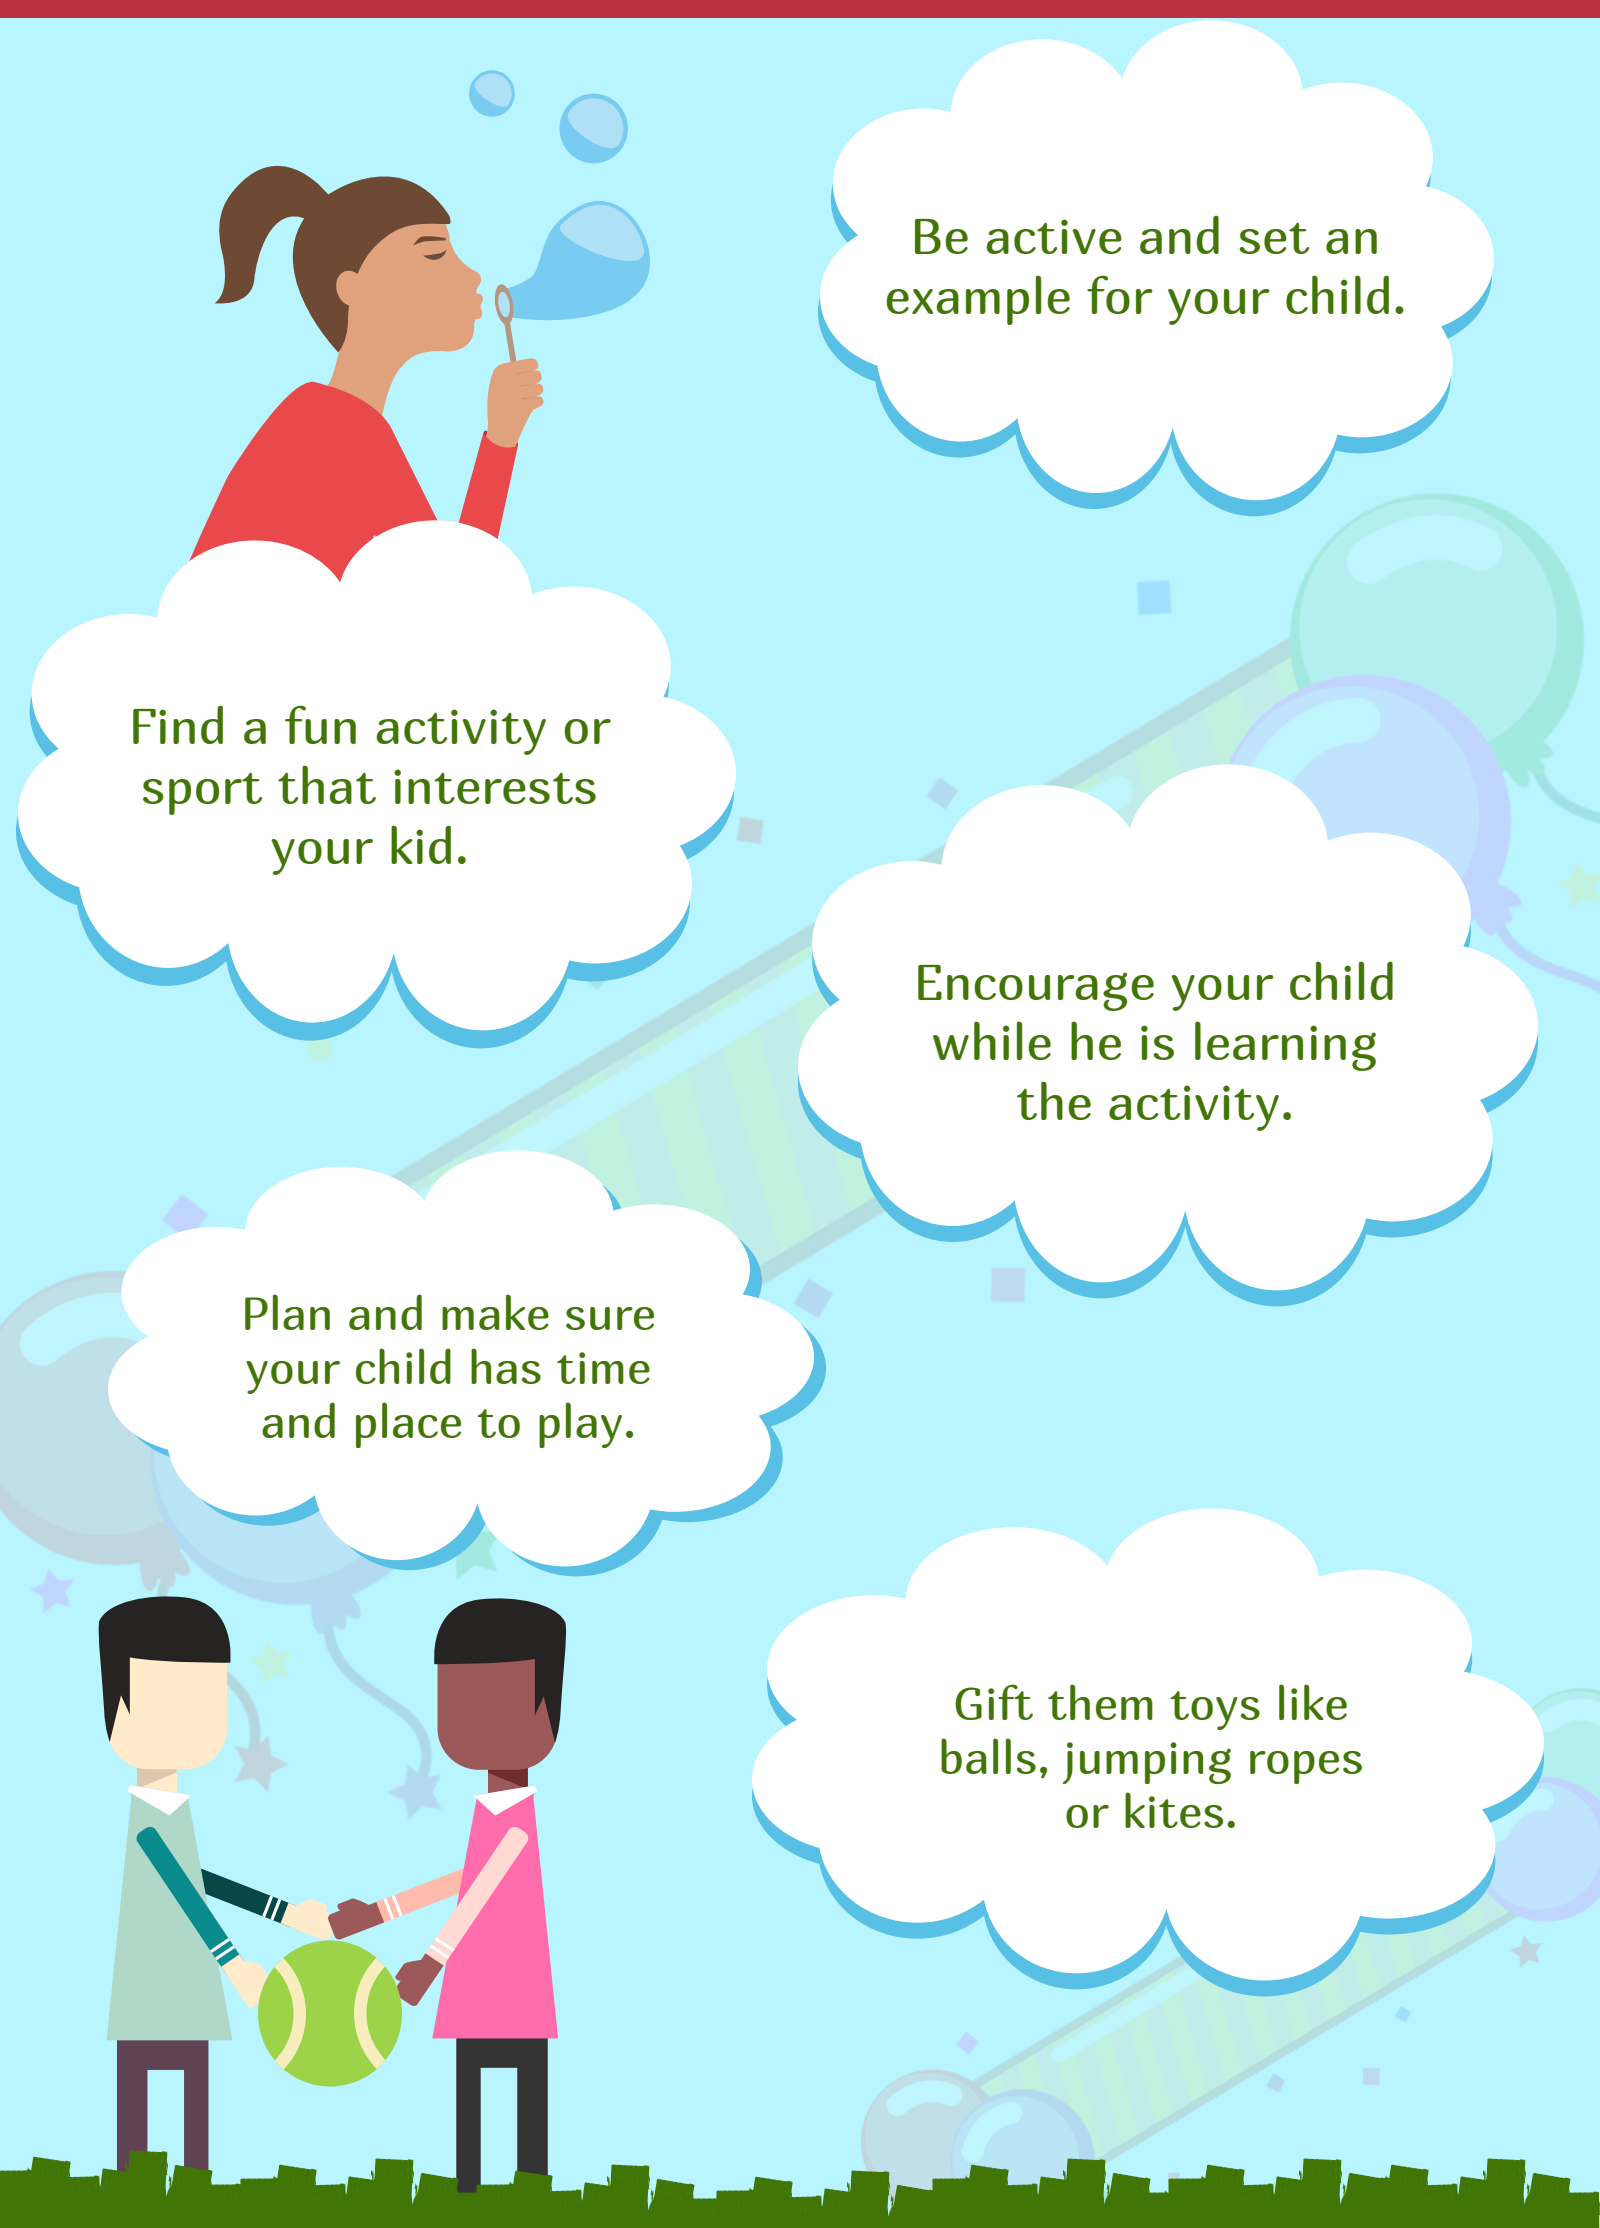 Be active and set an
example for your child.
Find a fun activity or
sport that interests
your kid.
Encourage your child
while he is learning
the activity.
Plan and make sure
your child has time
and place to play.
Gift them toys like
balls, jumping ropes
or kites.